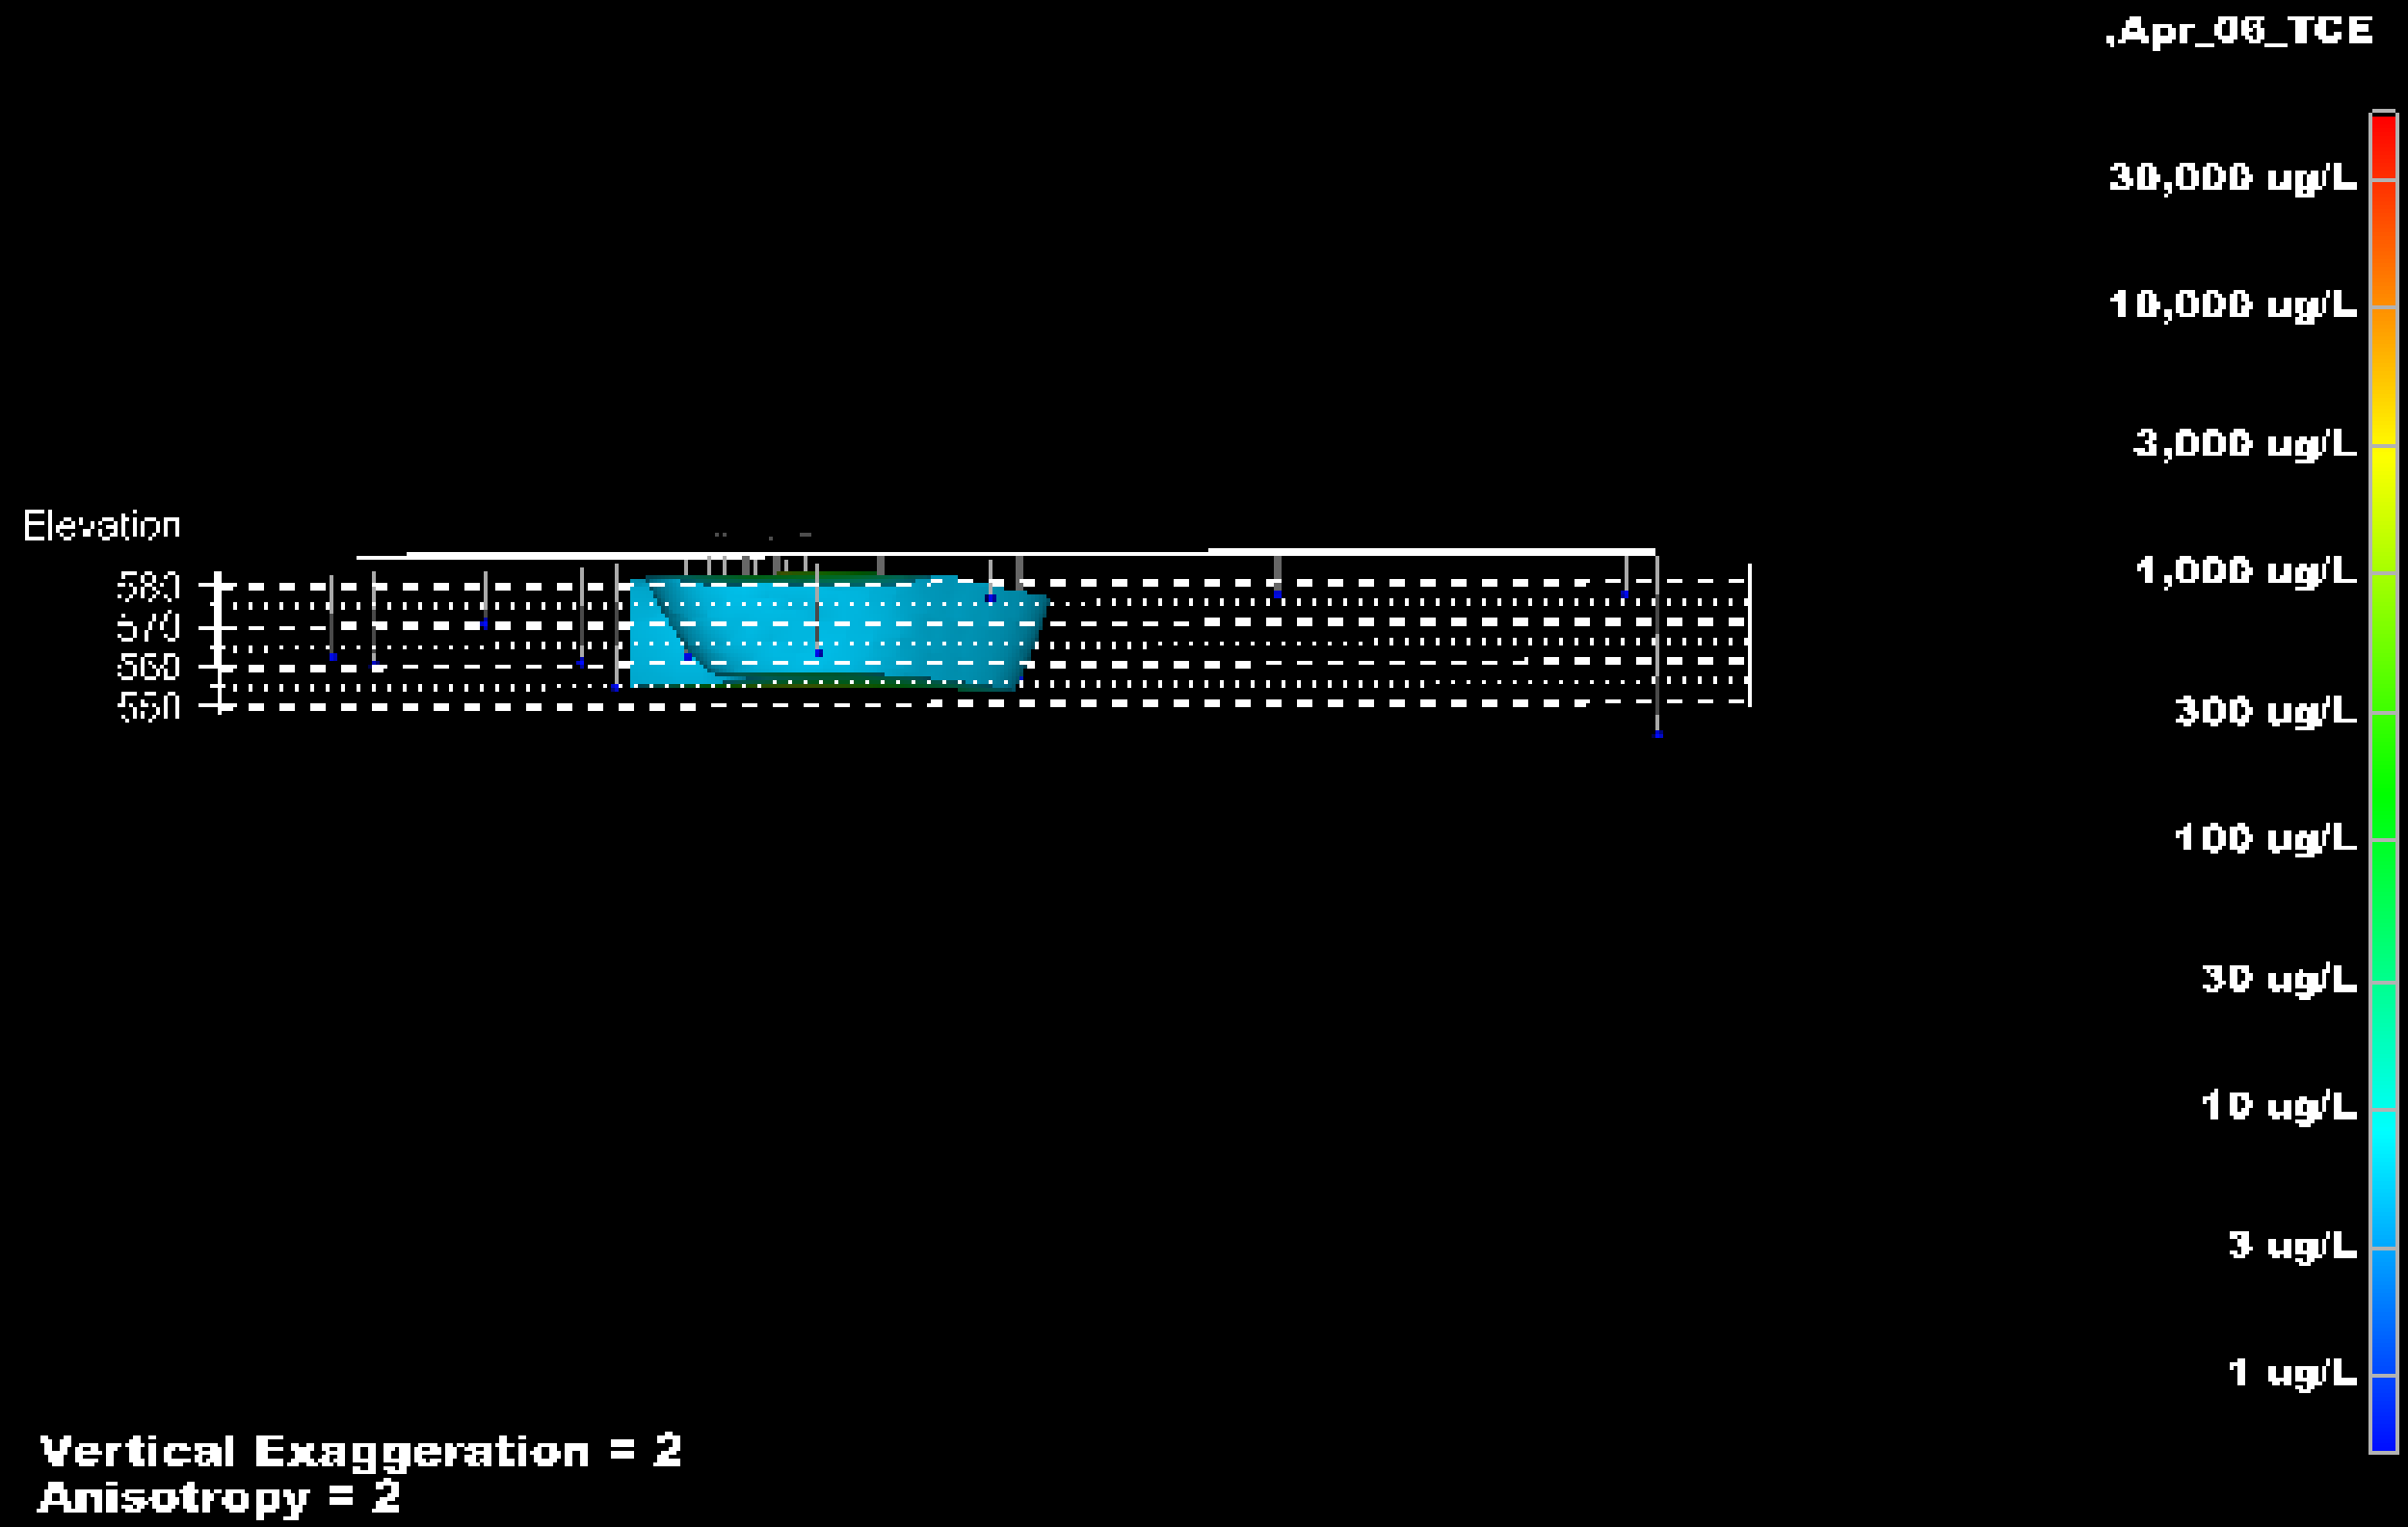 .Apr_06_TCE
30,000 ug/L
10,000 ug/L
3,000 ug/L
1,000 ug/L
300 ug/L
100 ug/L
30 ug/L
10 ug/L
3 ug/L
1 ug/L
Elevation
580
570
560
550
Vertical Exaggeration = 2
Anisotropy = 2